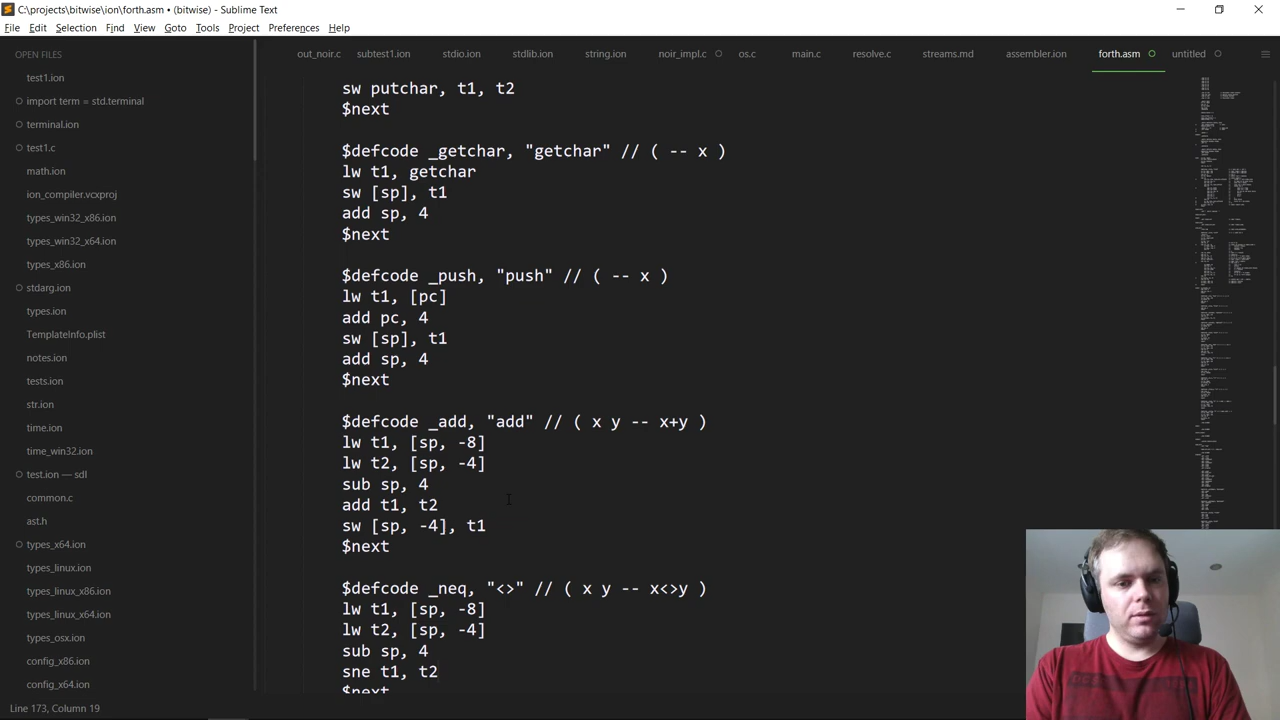 C:\projects\bitwise\ion\forth.asm • (bitwise) - Sublime Text
File Edit Selection Find View Goto Tools Project Preferences Help
OPEN FILES
test1.ion
import term = std.terminal
terminal.ion
test1.c
math.ion
ion_compiler.vcxproj
types_win32_x86.ion
types_win32_x64.ion
types_x86.ion
stdarg.ion
types.ion
TemplateInfo.plist
notes.ion
tests.ion
str.ion
time.ion
time_win32.ion
test.ion — sdl
common.c
ast.h
types_x64.ion
types_linux.ion
types_linux_x86.ion
types_linux_x64.ion
types_osx.ion
config_x86.ion
config_x64.ion
out_noir.c subtest1.ion stdio.ion stdlib.ion string.ion noir_impl.c os.c main.c resolve.c streams.md assembler.ion forth.asm untitled
sw putchar, t1, t2
$next
$defcode _getchar, "getchar" // ( -- x )
lw t1, getchar
sw [sp], t1
add sp, 4
$next
$defcode _push, "push" // ( -- x )
lw t1, [pc]
add pc, 4
sw [sp], t1
add sp, 4
$next
$defcode _add, "add" // ( x y -- x+y )
lw t1, [sp, -8]
lw t2, [sp, -4]
sub sp, 4
add t1, t2
sw [sp, -4], t1
$next
$defcode _neq, "<>" // ( x y -- x<>y )
lw t1, [sp, -8]
lw t2, [sp, -4]
sub sp, 4
sne t1, t2
$next
Line 173, Column 19